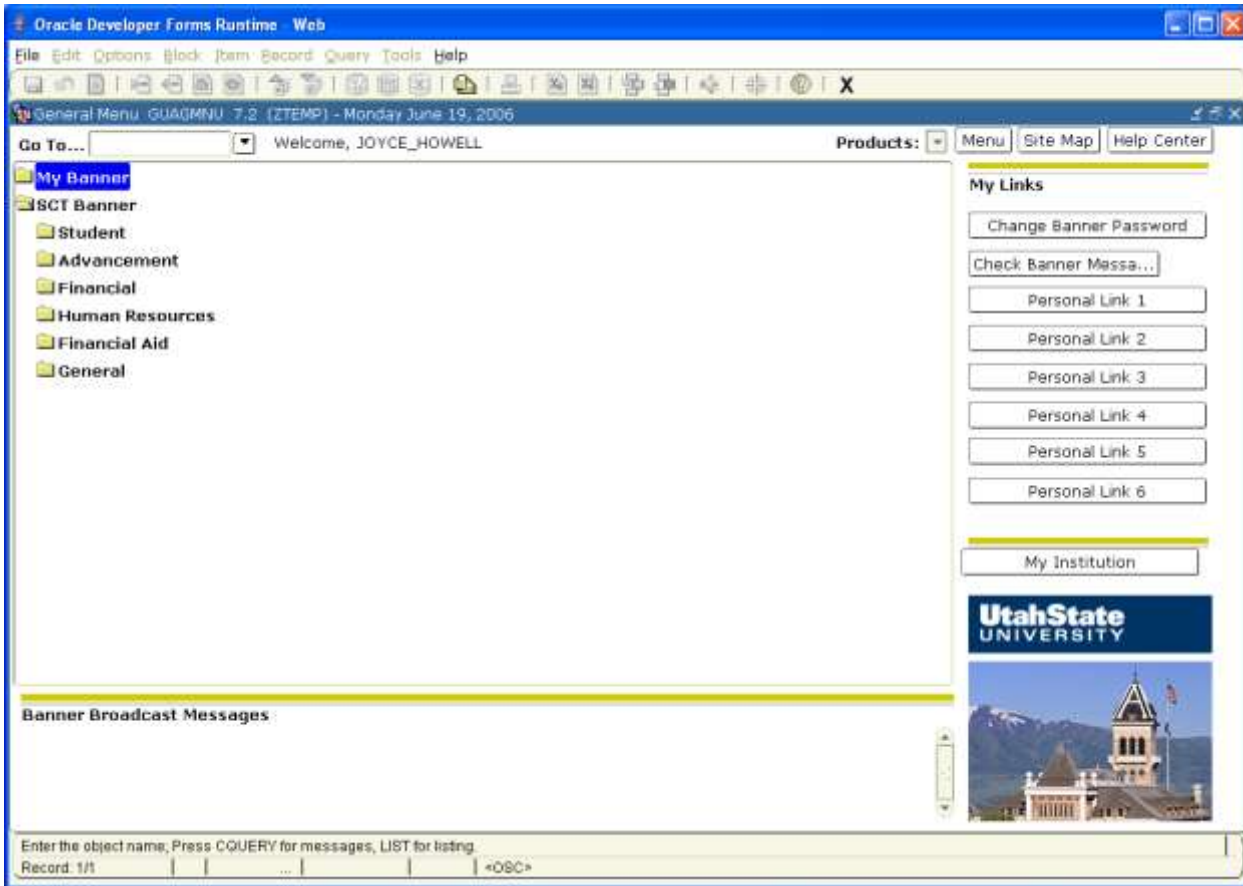 Oracle Developer Forms Runtime - Web
File Edit Options Block Item Record Query Tools Help
X
General Menu GUAGMNU 7.2 (ZTEMP) - Monday June 19, 2006
Go To... Welcome, JOYCE_HOWELL Products: Menu Site Map Help Center
My Banner
SCT Banner
Student
Advancement
Financial
Human Resources
Financial Aid
General
My Links
Change Banner Password
Check Banner Messa...
Personal Link 1
Personal Link 2
Personal Link 3
Personal Link 4
Personal Link 5
Personal Link 6
My Institution
UtahState
UNIVERSITY
Banner Broadcast Messages
Enter the object name; Press CQUERY for messages, LIST for listing.
Record: 1/1 ... <OSC>